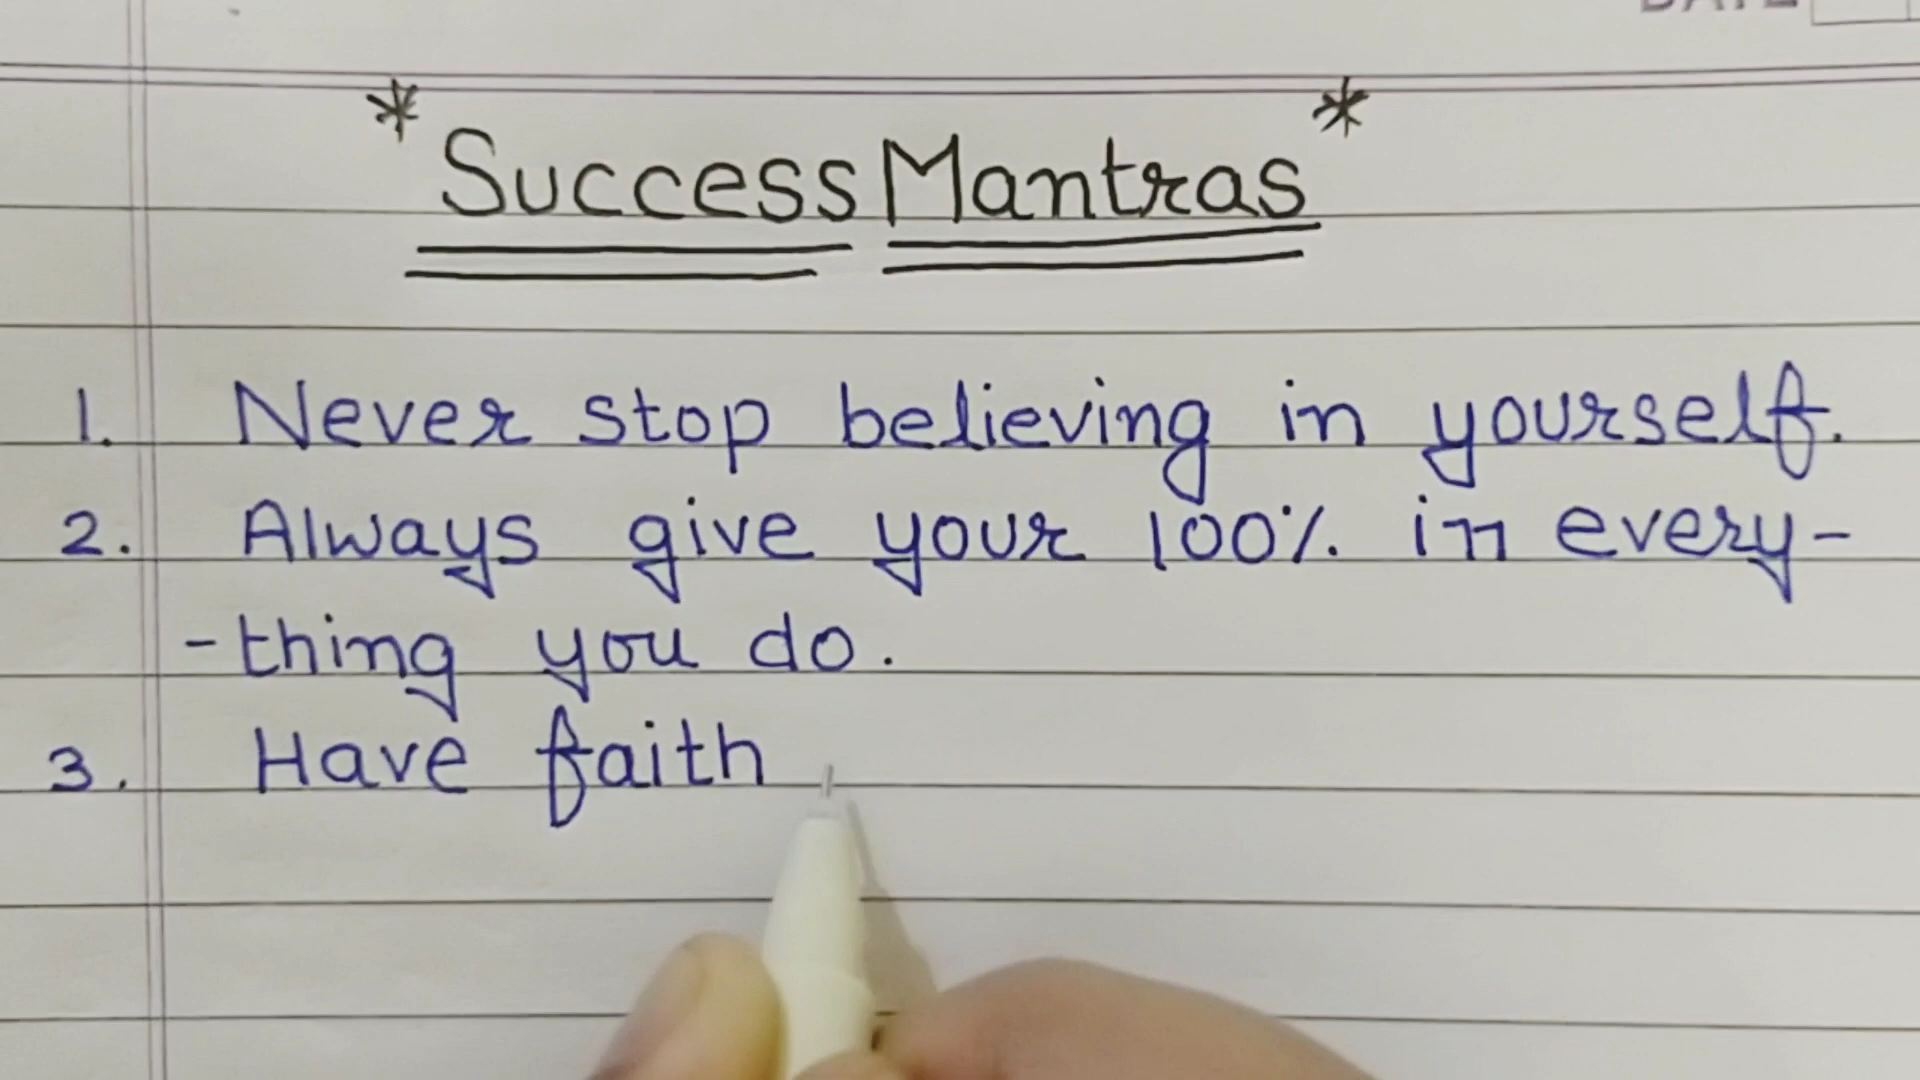 DATE
*Success Mantras*
1. Never stop believing in yourself.
2. Always give your 100% in every-
-thing you do.
3. Have faith